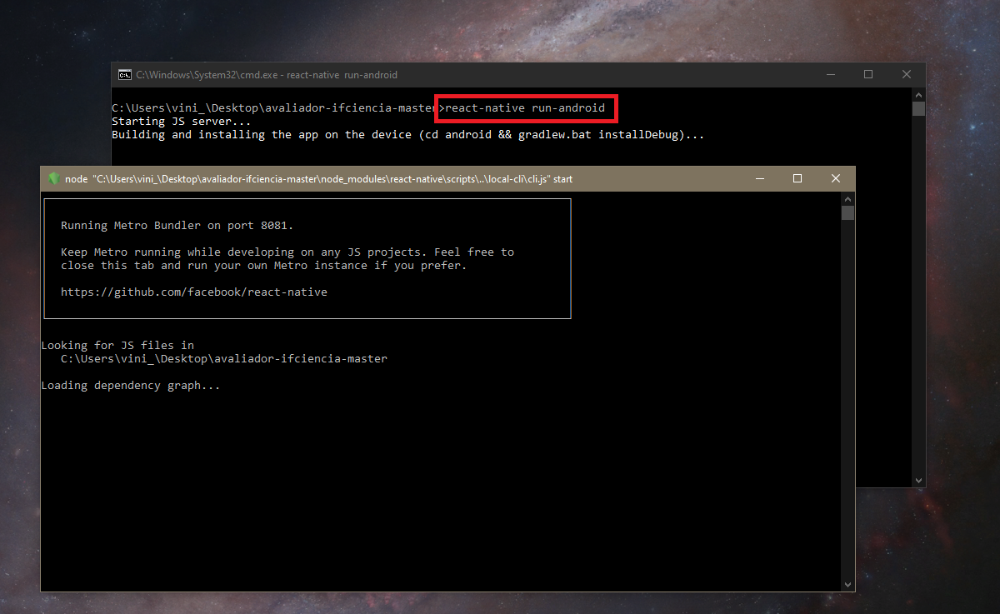 C:\Windows\System32\cmd.exe - react-native run-android
C:\Users\vini_\Desktop\avaliador-ifciencia-master>react-native run-android
Starting JS server...
Building and installing the app on the device (cd android && gradlew.bat installDebug)...
node "C:\Users\vini_\Desktop\avaliador-ifciencia-master\node_modules\react-native\scripts\..\local-cli\cli.js" start
Running Metro Bundler on port 8081.
Keep Metro running while developing on any JS projects. Feel free to
close this tab and run your own Metro instance if you prefer.
https://github.com/facebook/react-native
Looking for JS files in
C:\Users\vini_\Desktop\avaliador-ifciencia-master
Loading dependency graph...